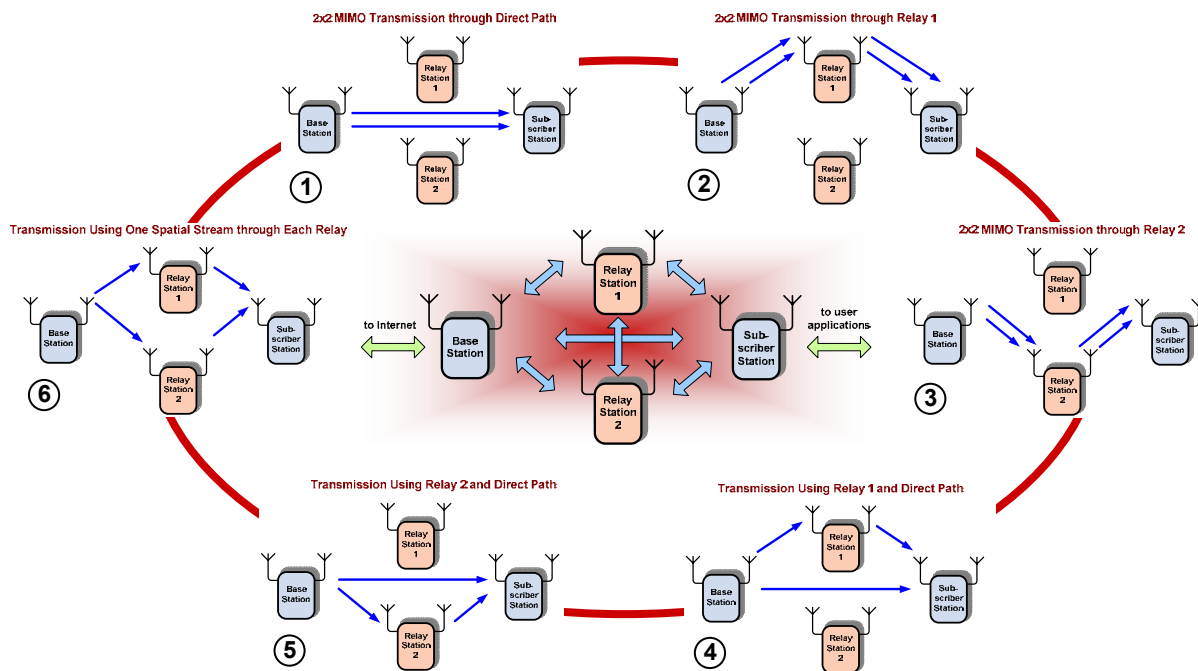 2x2 MIMO Transmission through Direct Path
Relay
Station
1
Base
Station
Sub-
scriber
Station
Relay
Station
2
1
2x2 MIMO Transmission through Relay 1
Relay
Station
1
Base
Station
Sub-
scriber
Station
Relay
Station
2
2
Transmission Using One Spatial Stream through Each Relay
Relay
Station
1
Base
Station
Sub-
scriber
Station
Relay
Station
2
6
to Internet
Base
Station
Relay
Station
1
Relay
Station
2
Sub-
scriber
Station
to user
applications
2x2 MIMO Transmission through Relay 2
Relay
Station
1
Base
Station
Sub-
scriber
Station
Relay
Station
2
3
Transmission Using Relay 2 and Direct Path
Relay
Station
1
Base
Station
Sub-
scriber
Station
Relay
Station
2
5
Transmission Using Relay 1 and Direct Path
Relay
Station
1
Base
Station
Sub-
scriber
Station
Relay
Station
2
4